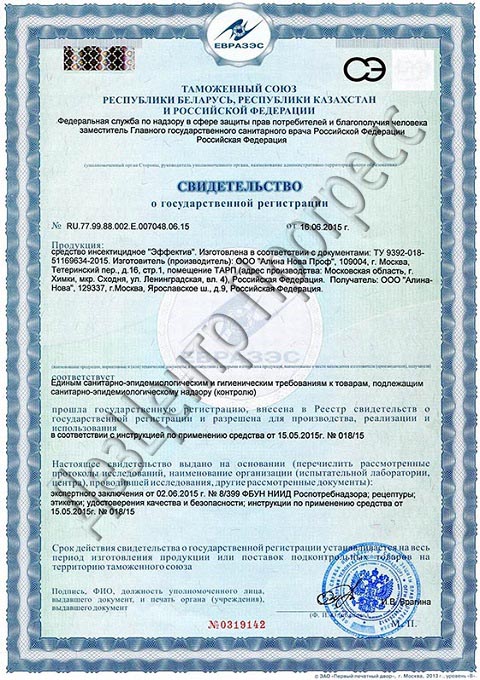 ЕВРАЗЭС
СЭ
ТАМОЖЕННЫЙ СОЮЗ
РЕСПУБЛИКИ БЕЛАРУСЬ, РЕСПУБЛИКИ КАЗАХСТАН
И РОССИЙСКОЙ ФЕДЕРАЦИИ
Федеральная служба по надзору в сфере защиты прав потребителей и благополучия человека
заместитель Главного государственного санитарного врача Российской Федерации
Российская Федерация
(уполномоченный орган Стороны, руководитель уполномоченного органа, наименование административно-территориального образования)
СВИДЕТЕЛЬСТВО
о государственной регистрации
№ RU.77.99.88.002.E.007048.06.15 от 16.06.2015 г.
Продукция:
средство инсектицидное "Эффектив". Изготовлена в соответствии с документами: ТУ 9392-018-
51169634-2015. Изготовитель (производитель): ООО "Алина Нова Проф", 109004, г. Москва,
Тетеринский пер., д.16, стр.1, помещение ТАРП (адрес производства: Московская область, г.
Химки, мкр. Сходня, ул. Ленинградская, вл. 4), Российская Федерация. Получатель: ООО "Алина-
Нова", 129337, г.Москва, Ярославское ш., д.9, Российская Федерация.
ЕВРАЗЭС
соответствует
Единым санитарно-эпидемиологическим и гигиеническим требованиям к товарам, подлежащим
санитарно-эпидемиологическому надзору (контролю)
прошла государственную регистрацию, внесена в Реестр свидетельств о
государственной регистрации и разрешена для производства, реализации и
использования
в соответствии с инструкцией по применению средства от 15.05.2015г. № 018/15
Настоящее свидетельство выдано на основании (перечислить рассмотренные
протоколы исследований, наименование организации (испытательной лаборатории,
центра), проводившей исследования, другие рассмотренные документы):
экспертного заключения от 02.06.2015 г. № 8/399 ФБУН НИИД Роспотребнадзора; рецептуры;
этикетки; удостоверения качества и безопасности; инструкции по применению средства от
15.05.2015г. № 018/15
Срок действия свидетельства о государственной регистрации устанавливается на весь
период изготовления продукции или поставок подконтрольных товаров на
территорию таможенного союза
Подпись, ФИО, должность уполномоченного лица,
выдавшего документ, и печать органа (учреждения),
выдавшего документ
И.В. Брагина
№0319142
М. П.
© ЗАО «Первый печатный двор», г. Москва, 2013 г., уровень «В»
ДезЦентрПрогресс